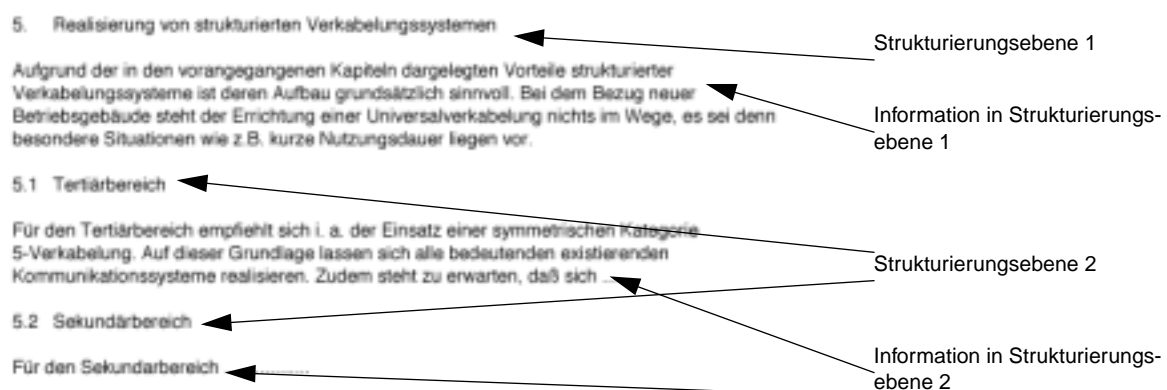 5. Realisierung von strukturierten Verkabelungssystemen
Strukturierungsebene 1
Aufgrund der in den vorangegangenen Kapiteln dargelegten Vorteile strukturierter
Verkabelungssysteme ist deren Aufbau grundsätzlich sinnvoll. Bei dem Bezug neuer
Betriebsgebäude steht der Errichtung einer Universalverkabelung nichts im Wege, es sei denn
besondere Situationen wie z.B. kurze Nutzungsdauer liegen vor.
Information in Strukturierungs-
ebene 1
5.1 Tertiärbereich
Für den Tertiärbereich empfiehlt sich i. a. der Einsatz einer symmetrischen Kategorie
5-Verkabelung. Auf dieser Grundlage lassen sich alle bedeutenden existierenden
Kommunikationssysteme realisieren. Zudem steht zu erwarten, daß sich ...
Strukturierungsebene 2
5.2 Sekundärbereich
Für den Sekundarbereich ............
Information in Strukturierungs-
ebene 2